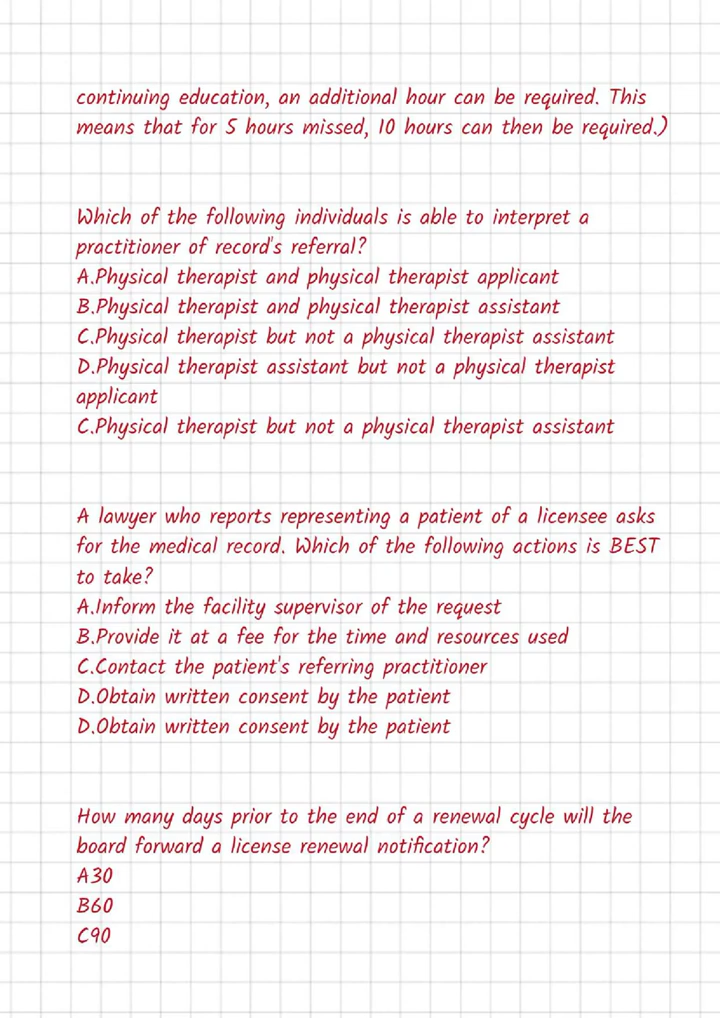 continuing education, an additional hour can be required. This
means that for 5 hours missed, 10 hours can then be required.)
Which of the following individuals is able to interpret a
practitioner of record's referral?
A.Physical therapist and physical therapist applicant
B.Physical therapist and physical therapist assistant
C.Physical therapist but not a physical therapist assistant
D.Physical therapist assistant but not a physical therapist
applicant
C.Physical therapist but not a physical therapist assistant
A lawyer who reports representing a patient of a licensee asks
for the medical record. Which of the following actions is BEST
to take?
A.Inform the facility supervisor of the request
B.Provide it at a fee for the time and resources used
C.Contact the patient's referring practitioner
D.Obtain written consent by the patient
D.Obtain written consent by the patient
How many days prior to the end of a renewal cycle will the
board forward a license renewal notification?
A30
B60
C90